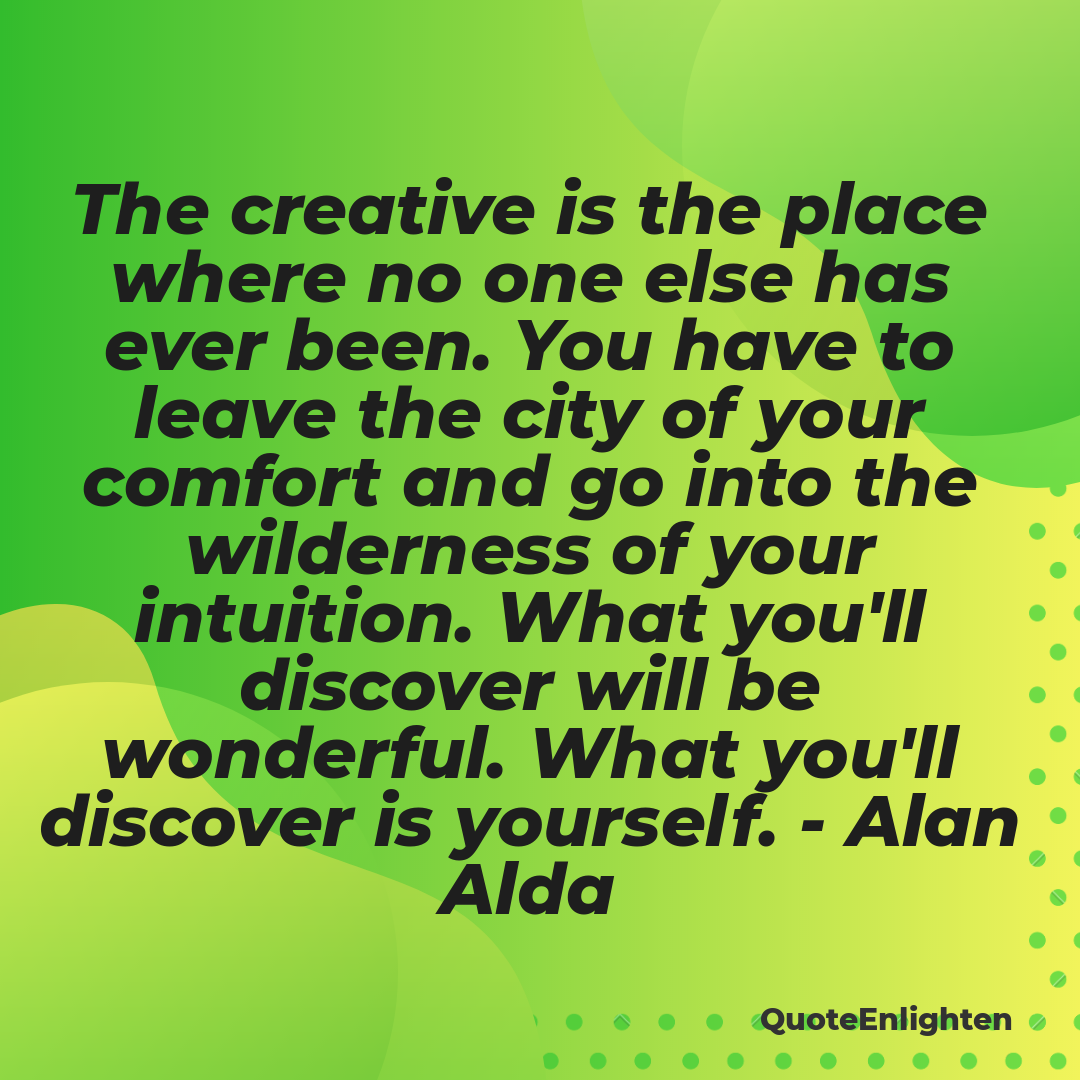 The creative is the place
where no one else has
ever been. You have to
leave the city of your
comfort and go into the
wilderness of your
intuition. What you'll
discover will be
wonderful. What you'll
discover is yourself. - Alan
Alda
QuoteEnlighten